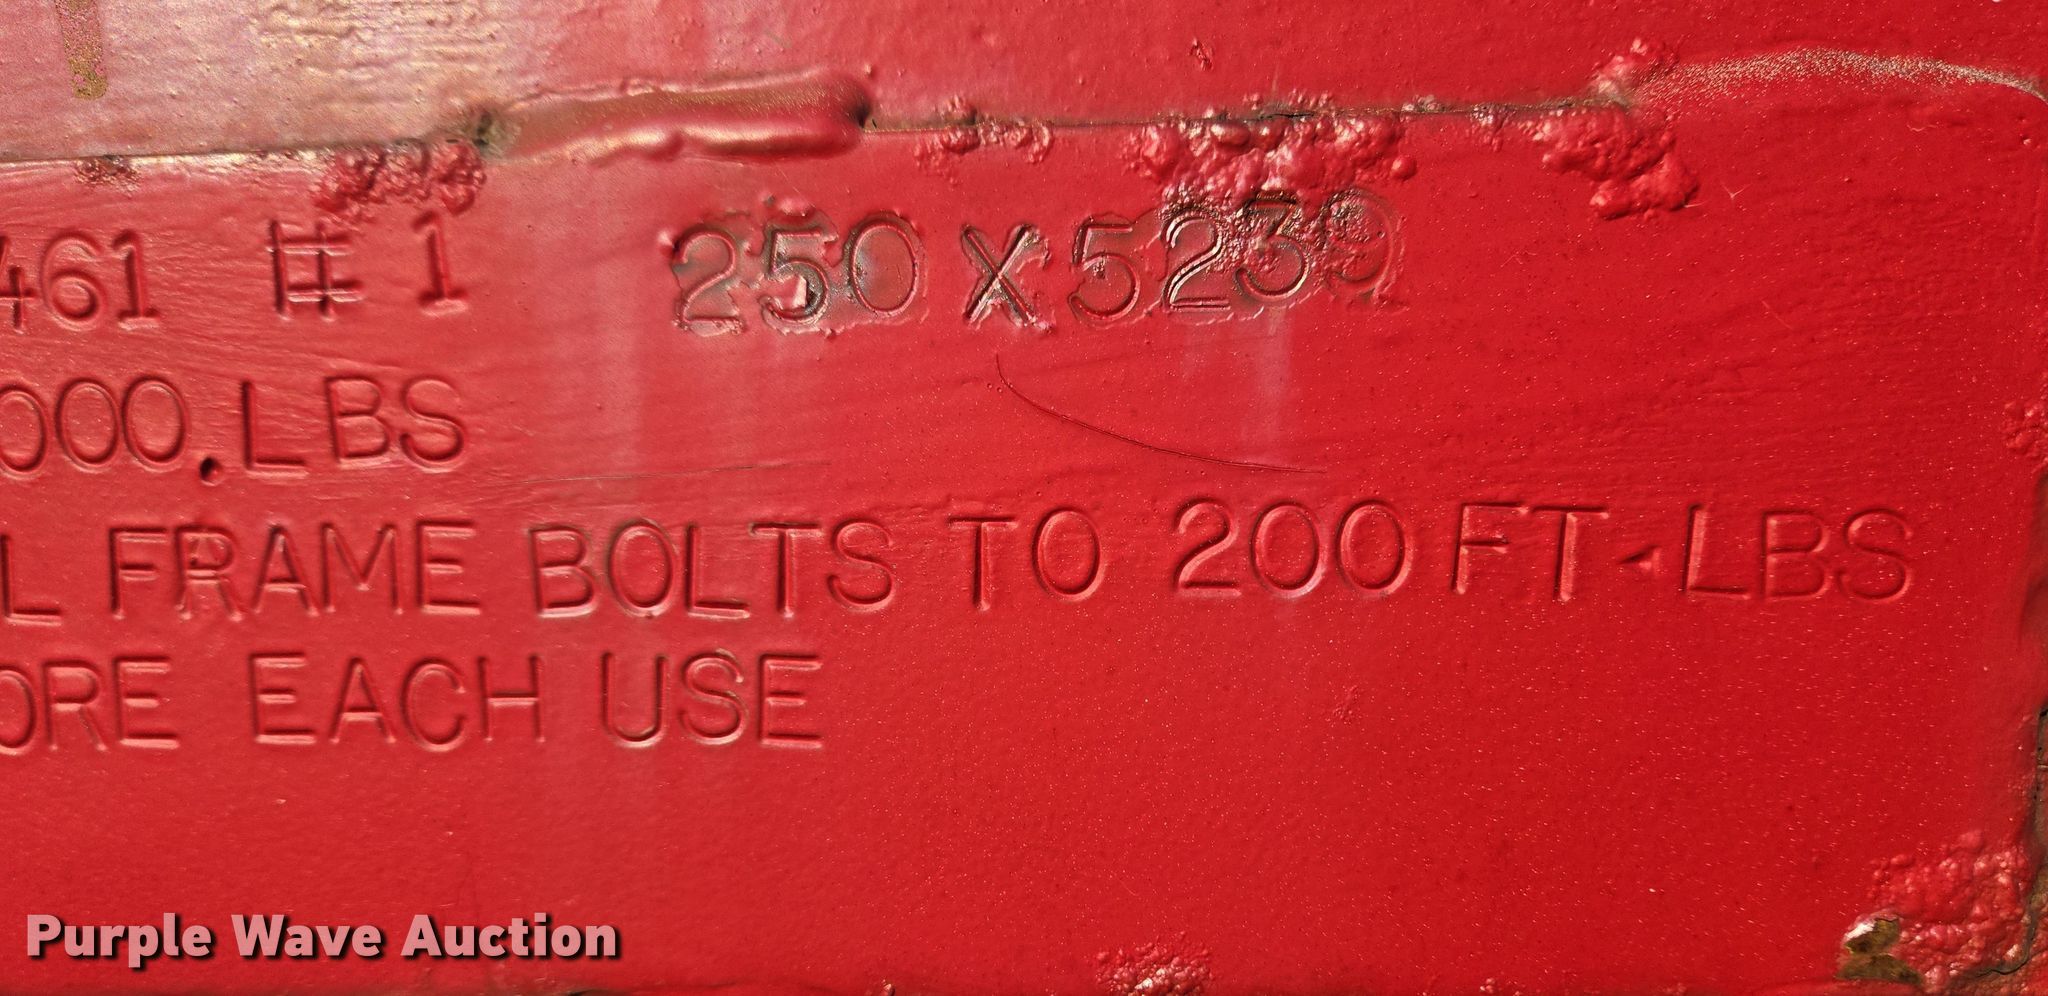 461 # 1 250 X 5239
000.LBS
L FRAME BOLTS TO 200 FT-LBS
ORE EACH USE
Purple Wave Auction